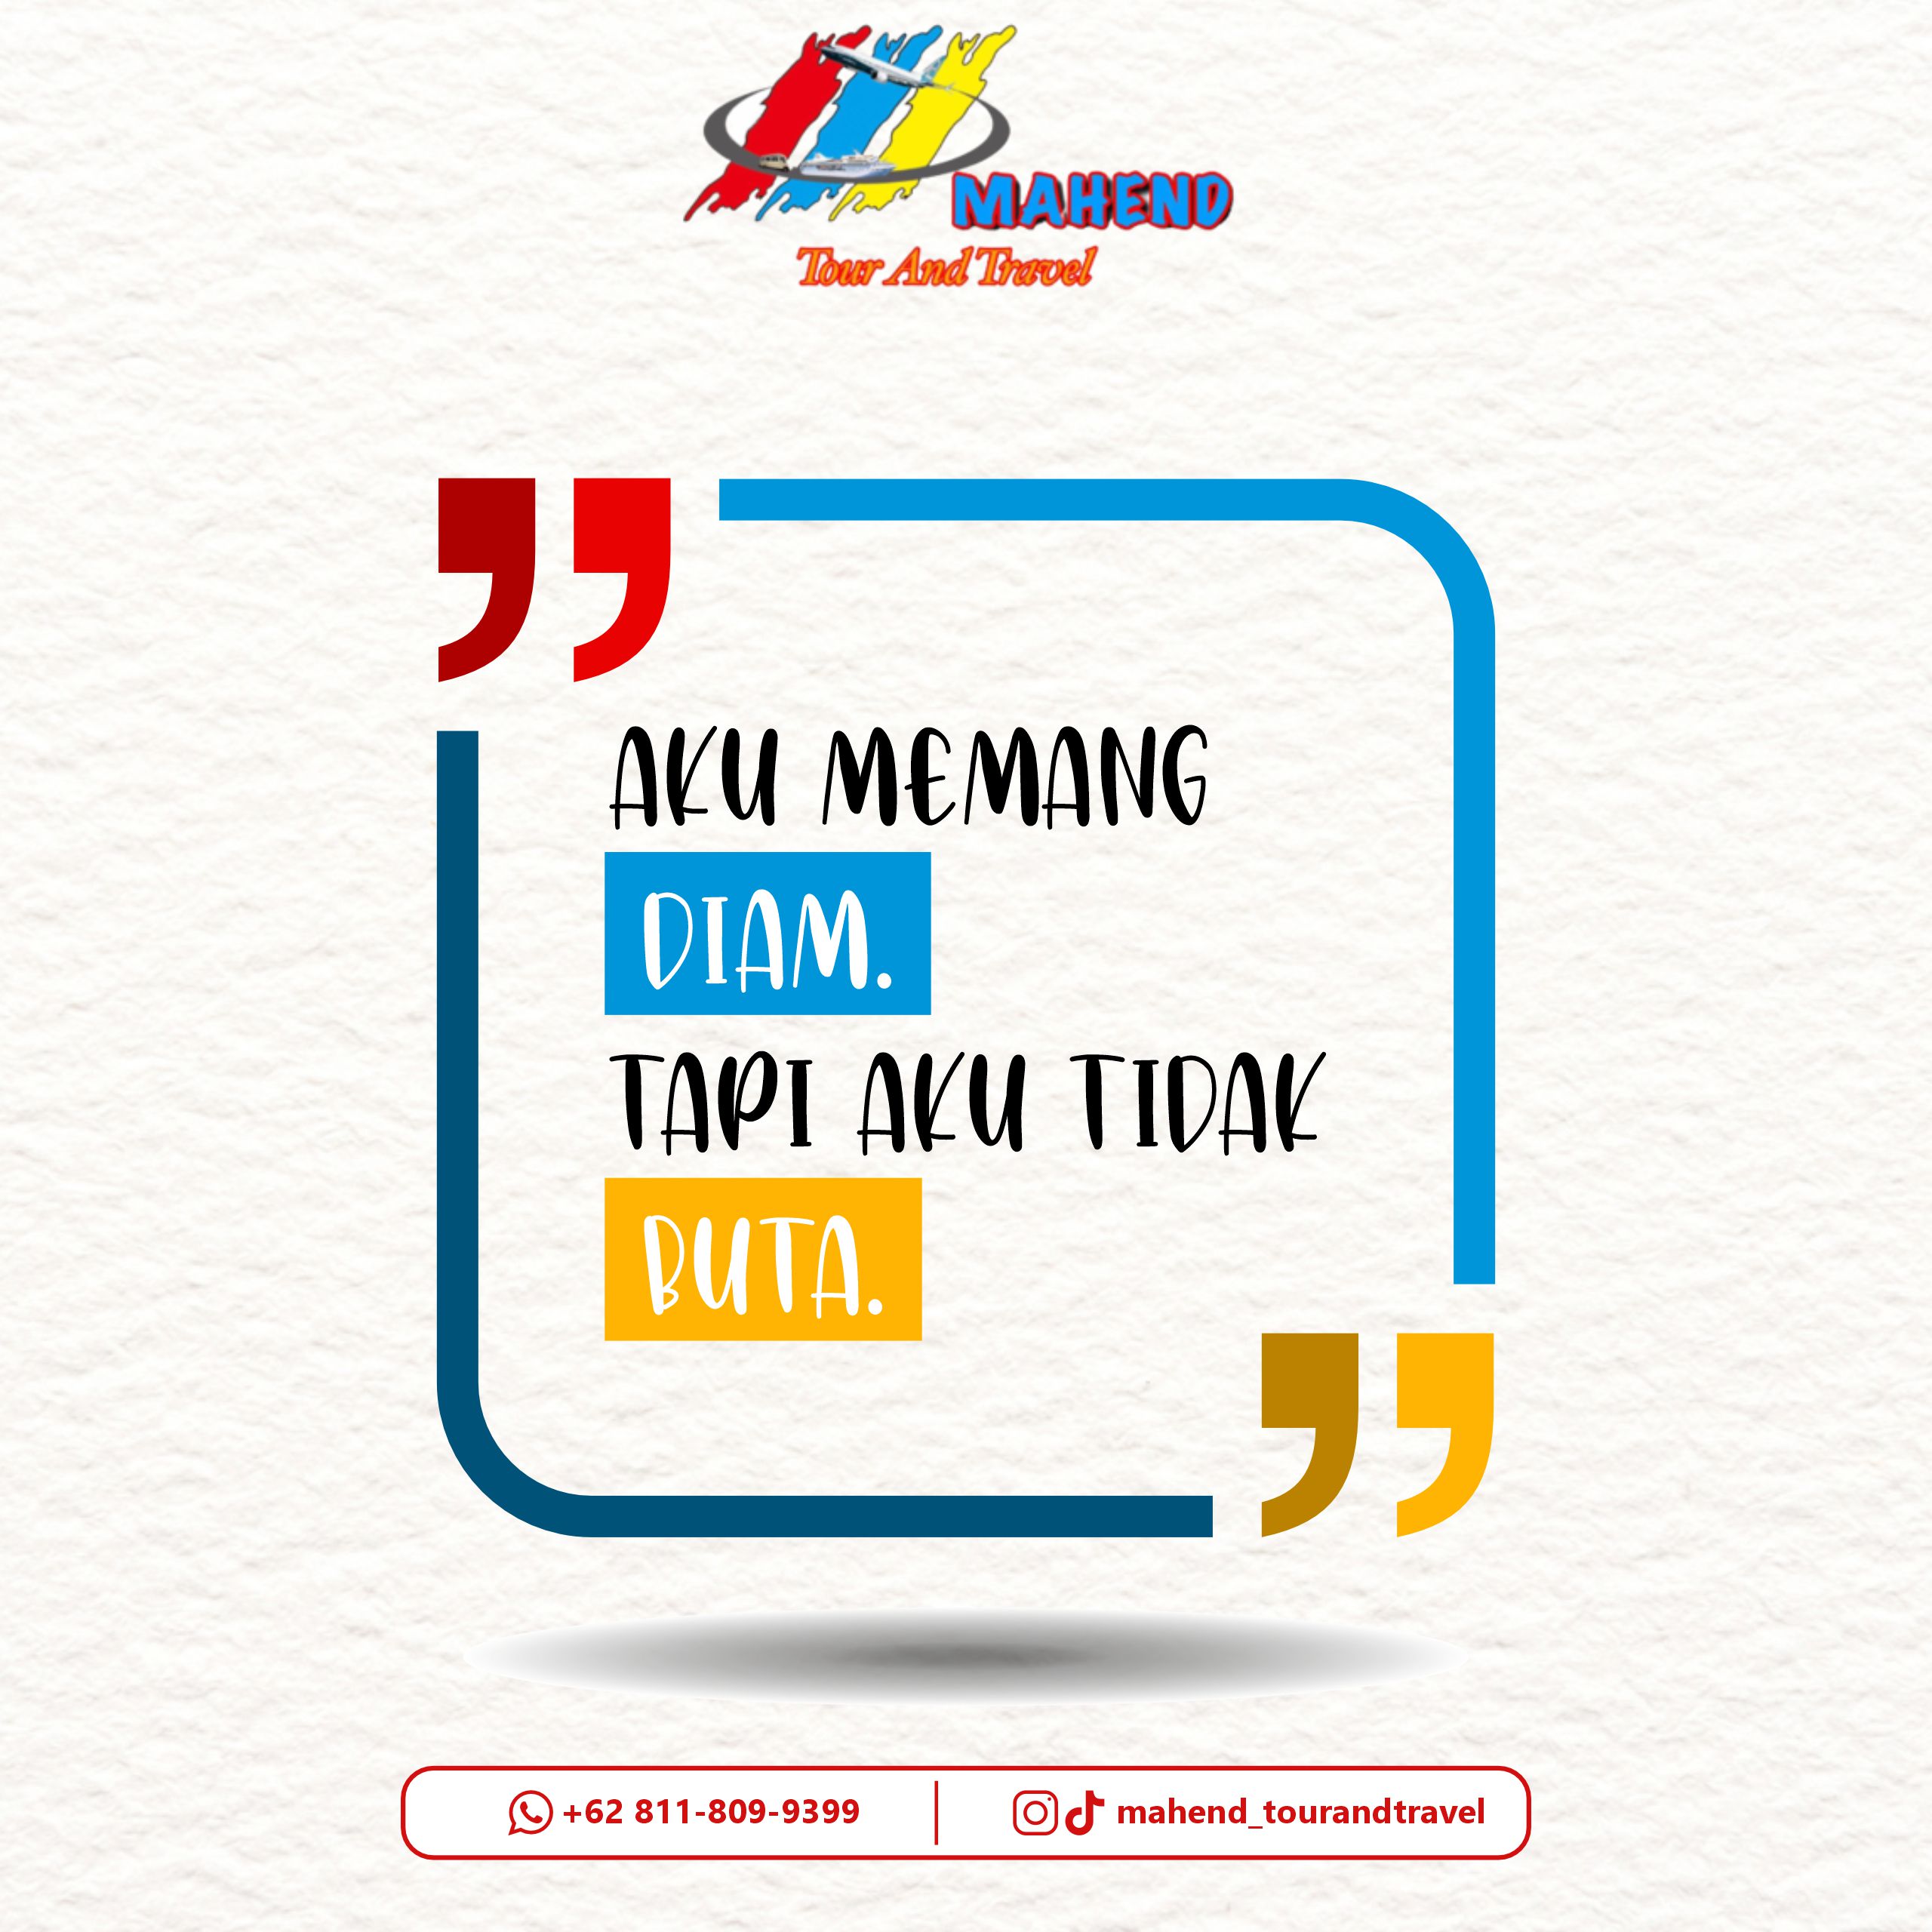 MAHEND
Tour And Travel
AKU MEMANG
DIAM.
TAPI AKU TIDAK
BUTA.
+62 811-809-9399
mahend_tourandtravel